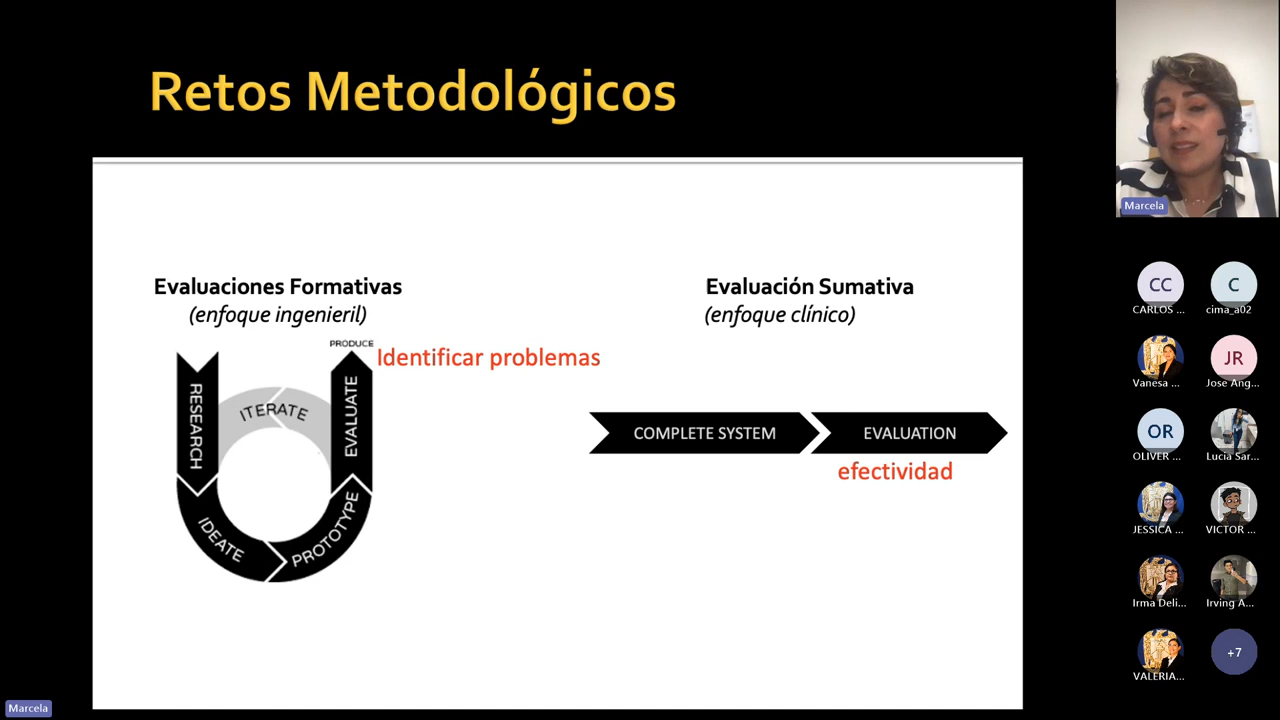 Retos Metodológicos
Evaluaciones Formativas
(enfoque ingenieril)
PRODUCE
Identificar problemas
RESEARCH
ITERATE
EVALUATE
IDEATE
PROTOTYPE
Evaluación Sumativa
(enfoque clínico)
COMPLETE SYSTEM
EVALUATION
efectividad
Marcela
CC
CARLOS ...
C
cima_a02
Vanesa ...
JR
Jose Ang...
OR
OLIVER ...
Lucia Sar...
JESSICA ...
VICTOR ...
Irma Deli...
Irving A...
VALERIA...
+7
Marcela